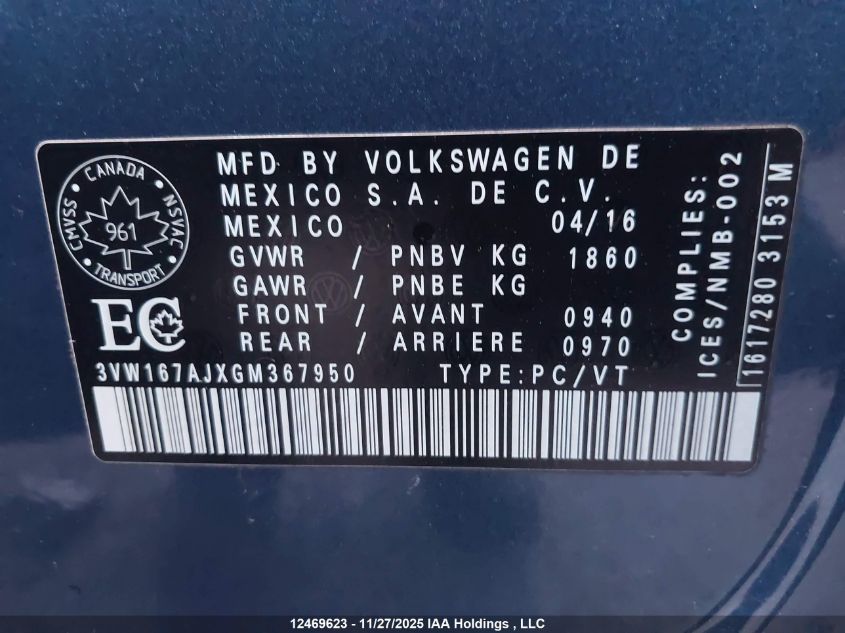 CANADA
CMVSS
NSVAC
961
TRANSPORT
EC
MFD BY VOLKSWAGEN DE
MEXICO S.A. DE C.V.
MEXICO 04/16
GVWR / PNBV KG 1860
GAWR / PNBE KG
FRONT / AVANT 0940
REAR / ARRIERE 0970
3VW167AJXGM367950 TYPE:PC/VT
COMPLIES:
ICES/NMB-002
1617280 3153 M
12469623 - 11/27/2025 IAA Holdings , LLC